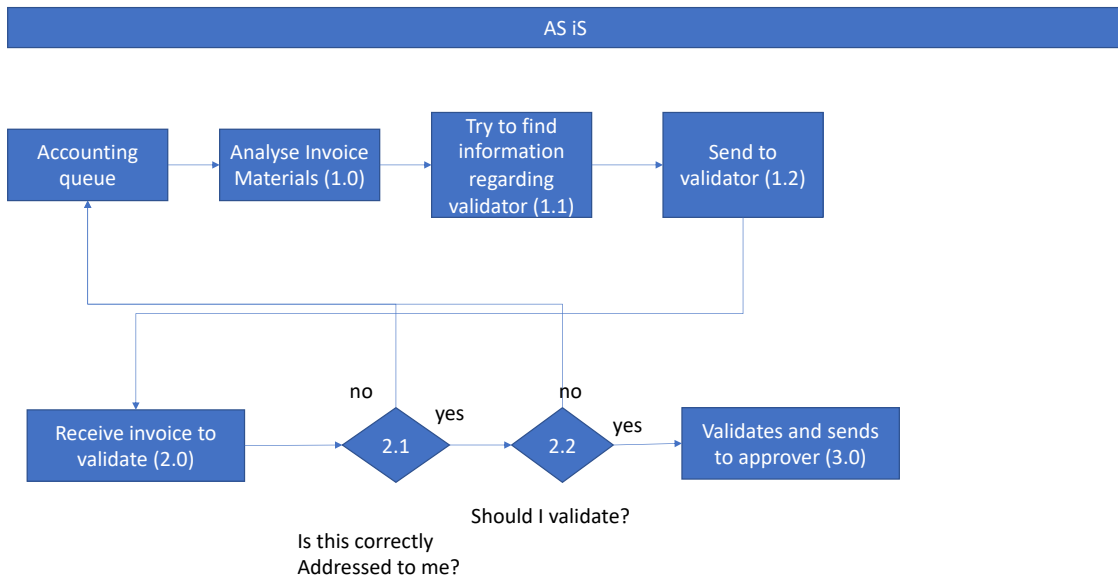 AS iS
Accounting
queue
Analyse Invoice
Materials (1.0)
Try to find
information
regarding
validator (1.1)
Send to
validator (1.2)
no
yes
no
yes
Receive invoice to
validate (2.0)
2.1
2.2
Validates and sends
to approver (3.0)
Should I validate?
Is this correctly
Addressed to me?